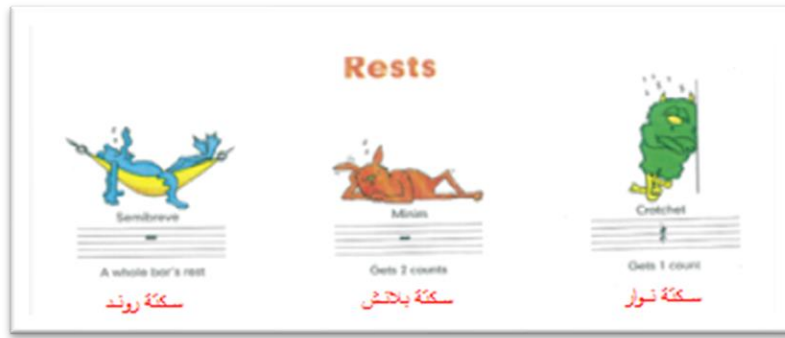 Rests
Semibreve
Minim
Crotchet
A whole bar's rest
Gets 2 counts
Gets 1 count
سكتة روند
سكتة بلانش
سكتة نوار